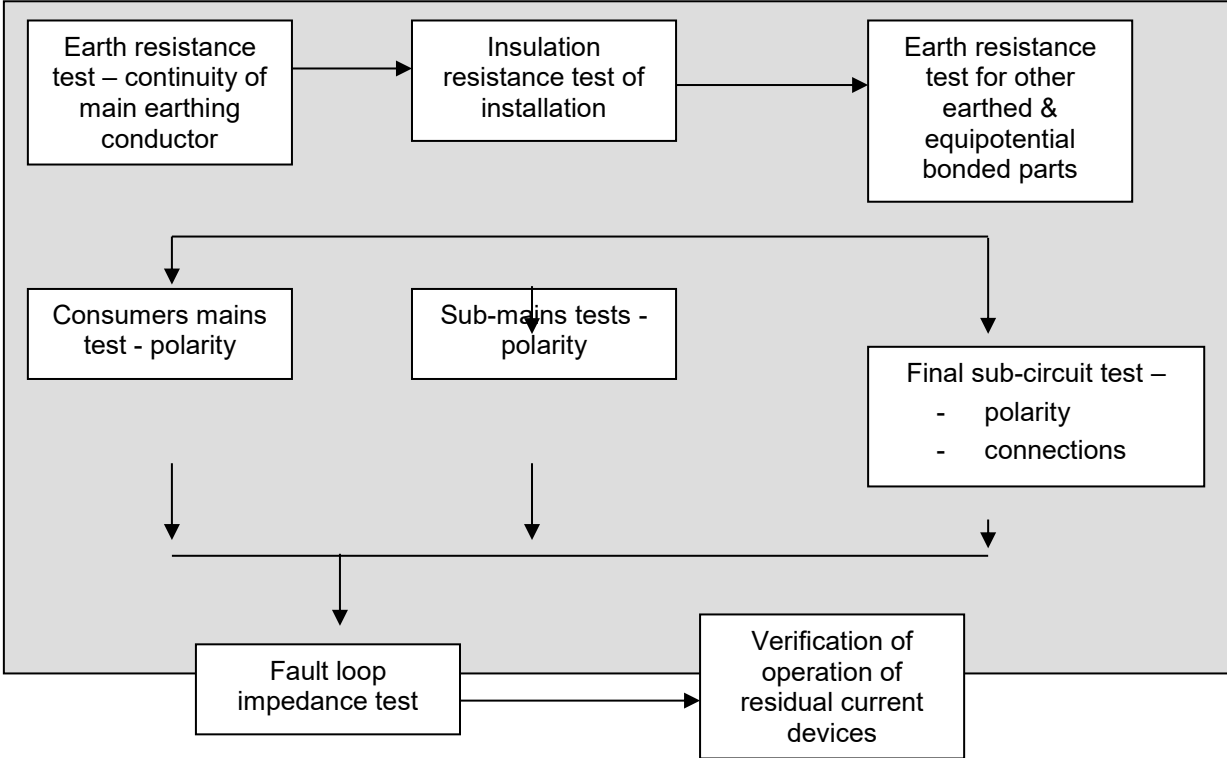 Earth resistance
test – continuity of
main earthing
conductor
Insulation
resistance test of
installation
Earth resistance
test for other
earthed &
equipotential
bonded parts
Consumers mains
test - polarity
Sub-mains tests -
polarity
Final sub-circuit test –
- polarity
- connections
Fault loop
impedance test
Verification of
operation of
residual current
devices